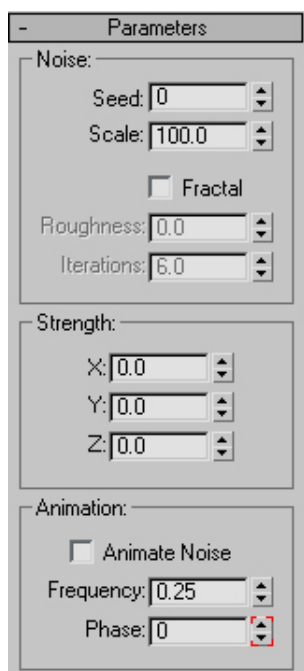 - Parameters
Noise:
Seed: 0
Scale: 100.0
Fractal
Roughness: 0.0
Iterations: 6.0
Strength:
X: 0.0
Y: 0.0
Z: 0.0
Animation:
Animate Noise
Frequency: 0.25
Phase: 0